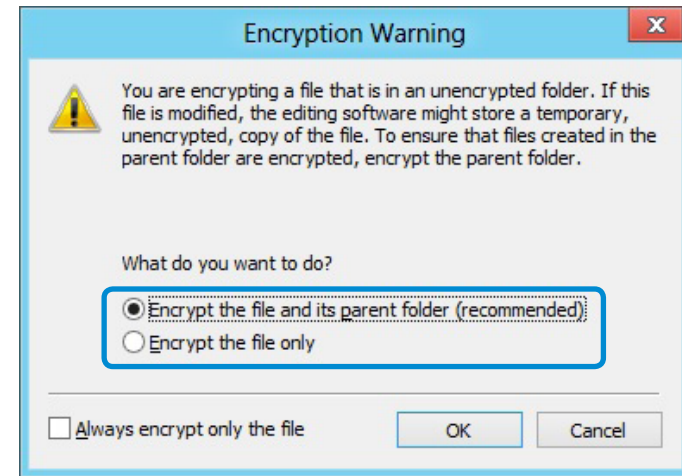 Encryption Warning
You are encrypting a file that is in an unencrypted folder. If this
file is modified, the editing software might store a temporary,
unencrypted, copy of the file. To ensure that files created in the
parent folder are encrypted, encrypt the parent folder.
What do you want to do?
Encrypt the file and its parent folder (recommended)
Encrypt the file only
Always encrypt only the file
OK
Cancel